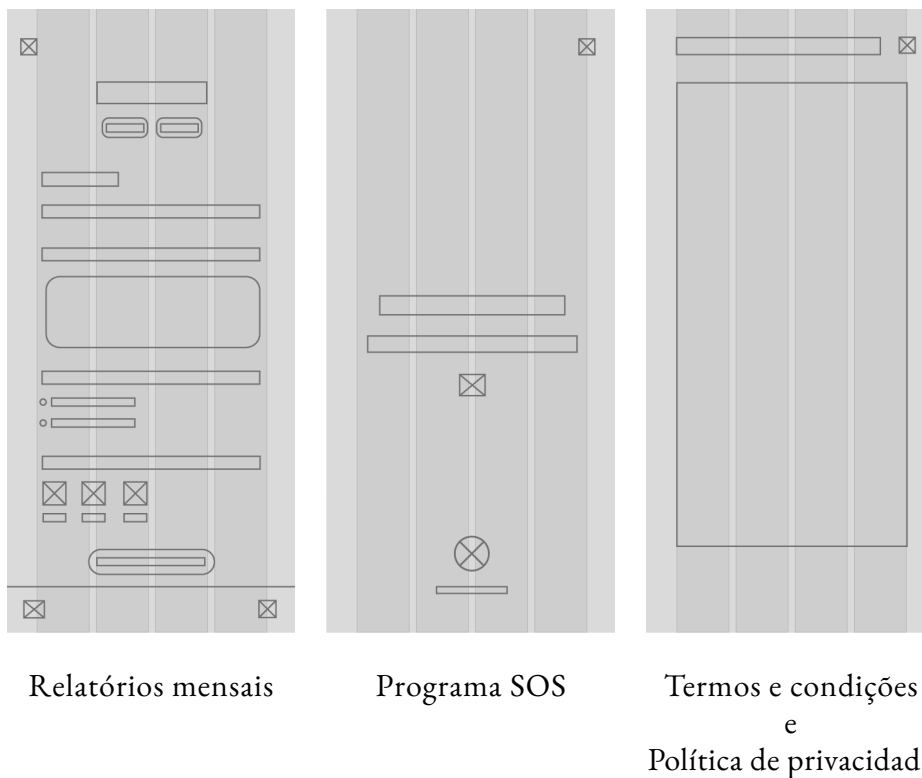 Relatórios mensais
Programa SOS
Termos e condições
e
Política de privacidad